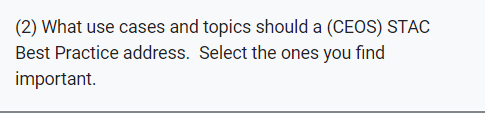 (2) What use cases and topics should a (CEOS) STAC
Best Practice address.  Select the ones you find
important.